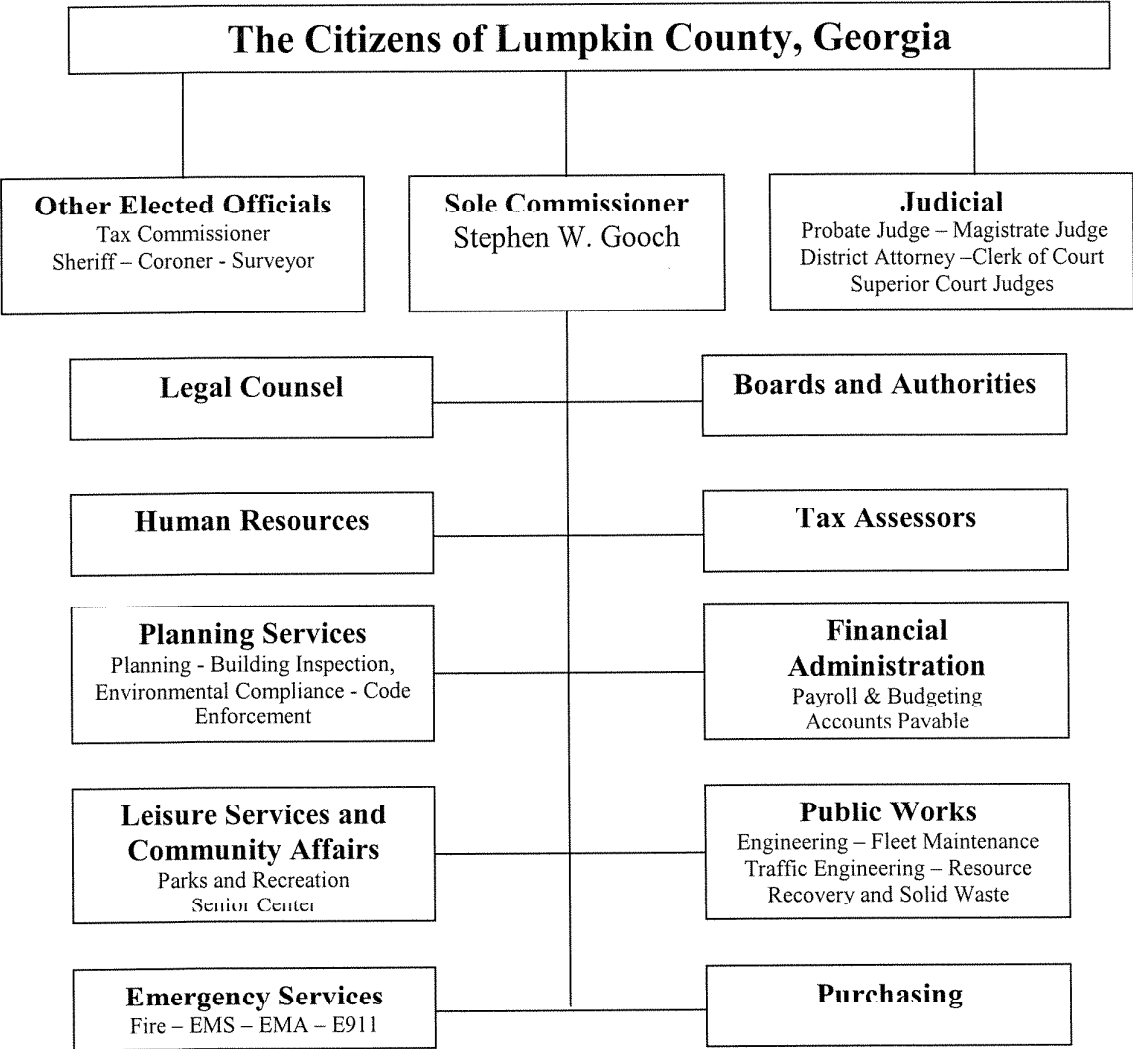 The Citizens of Lumpkin County, Georgia
Other Elected Officials
Tax Commissioner
Sheriff – Coroner - Surveyor
Sole Commissioner
Stephen W. Gooch
Judicial
Probate Judge – Magistrate Judge
District Attorney –Clerk of Court
Superior Court Judges
Legal Counsel
Boards and Authorities
Human Resources
Tax Assessors
Planning Services
Planning - Building Inspection,
Environmental Compliance - Code
Enforcement
Financial
Administration
Payroll & Budgeting
Accounts Payable
Leisure Services and
Community Affairs
Parks and Recreation
Senior Center
Public Works
Engineering – Fleet Maintenance
Traffic Engineering – Resource
Recovery and Solid Waste
Emergency Services
Fire – EMS – EMA – E911
Purchasing